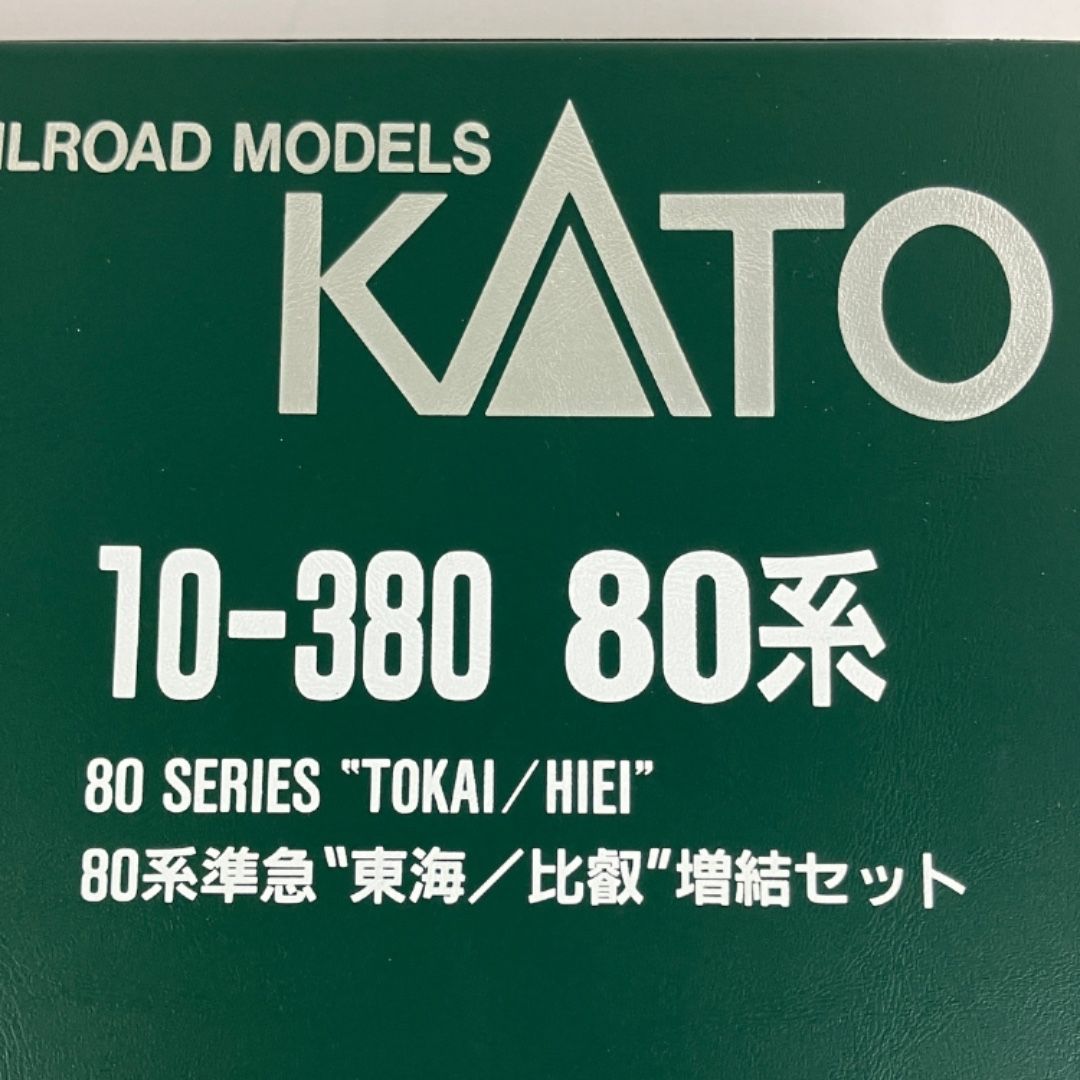 ILROAD MODELS
KATO
10-380 80系
80 SERIES “TOKAI/HIEI”
80系準急“東海/比叡”増結セット